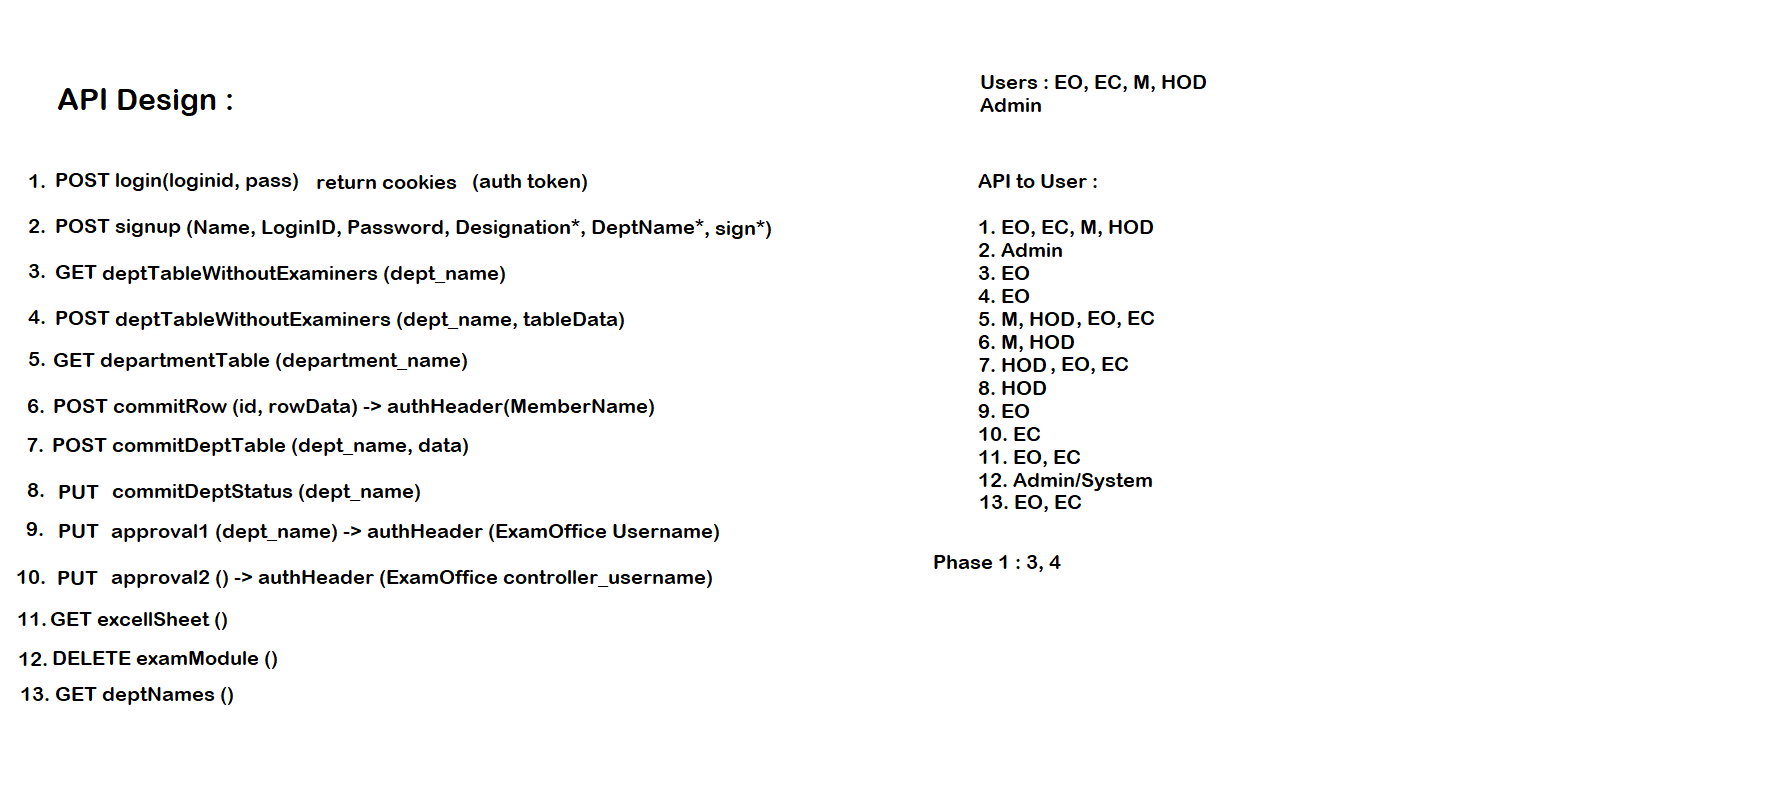 API Design :
1. POST login(loginid, pass) return cookies (auth token)
2. POST signup (Name, LoginID, Password, Designation*, DeptName*, sign*)
3. GET deptTableWithoutExaminers (dept_name)
4. POST deptTableWithoutExaminers (dept_name, tableData)
5. GET departmentTable (department_name)
6. POST commitRow (id, rowData) -> authHeader(MemberName)
7. POST commitDeptTable (dept_name, data)
8. PUT commitDeptStatus (dept_name)
9. PUT approval1 (dept_name) -> authHeader (ExamOffice Username)
10. PUT approval2 () -> authHeader (ExamOffice controller_username)
11. GET excellSheet ()
12. DELETE examModule ()
13. GET deptNames ()
Users : EO, EC, M, HOD
Admin
API to User :
1. EO, EC, M, HOD
2. Admin
3. EO
4. EO
5. M, HOD, EO, EC
6. M, HOD
7. HOD, EO, EC
8. HOD
9. EO
10. EC
11. EO, EC
12. Admin/System
13. EO, EC
Phase 1 : 3, 4